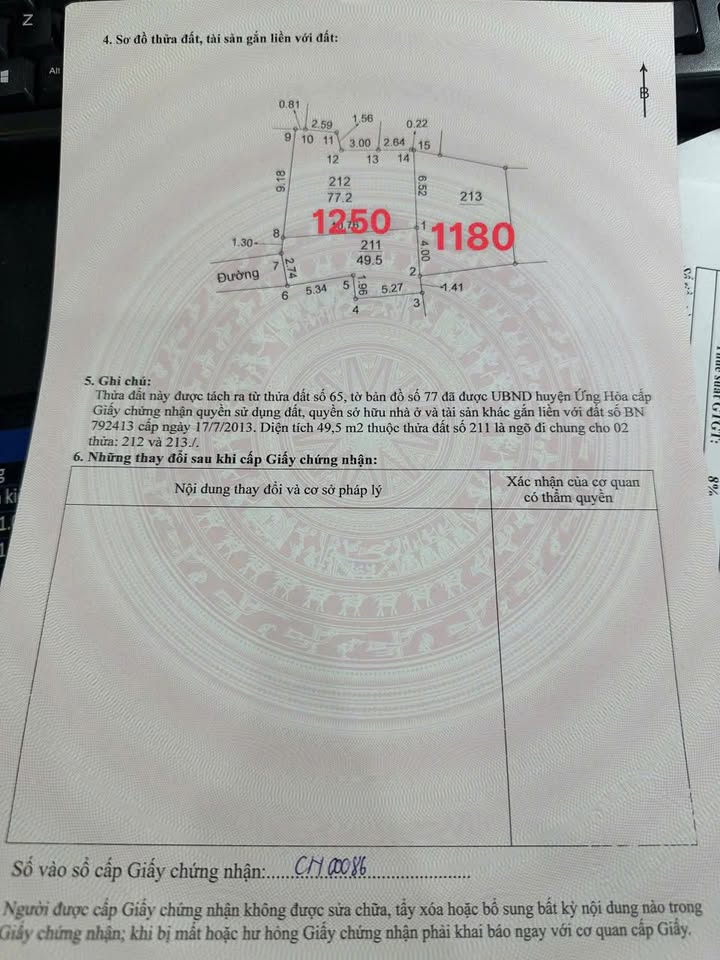 4. Sơ đồ thửa đất, tài sản gắn liền với đất:
B
0.81
2.59
1.56
0.22
9 10 11
3.00 2.64
15
12 13 14
9.18
212
77.2
6.52
213
1250
1180
8
1
1.30
211
49.5
4.00
Đường
7
2.74
5
1.96
2
6
5.34
5.27
1.41
4
3
5. Ghi chú:
Thửa đất này được tách ra từ thửa đất số 65, tờ bản đồ số 77 đã được UBND huyện Ứng Hòa cấp
Giấy chứng nhận quyền sử dụng đất, quyền sở hữu nhà ở và tài sản khác gắn liền với đất số BN
792413 cấp ngày 17/7/2013. Diện tích 49,5 m2 thuộc thửa đất số 211 là ngõ đi chung cho 02
thửa: 212 và 213./.
6. Những thay đổi sau khi cấp Giấy chứng nhận:
Nội dung thay đổi và cơ sở pháp lý
Xác nhận của cơ quan
có thẩm quyền
Số vào sổ cấp Giấy chứng nhận:......CH00086......
Người được cấp Giấy chứng nhận không được sửa chữa, tẩy xóa hoặc bổ sung bất kỳ nội dung nào trong
Giấy chứng nhận; khi bị mất hoặc hư hỏng Giấy chứng nhận phải khai báo ngay với cơ quan cấp Giấy.
Z
Alt
8%